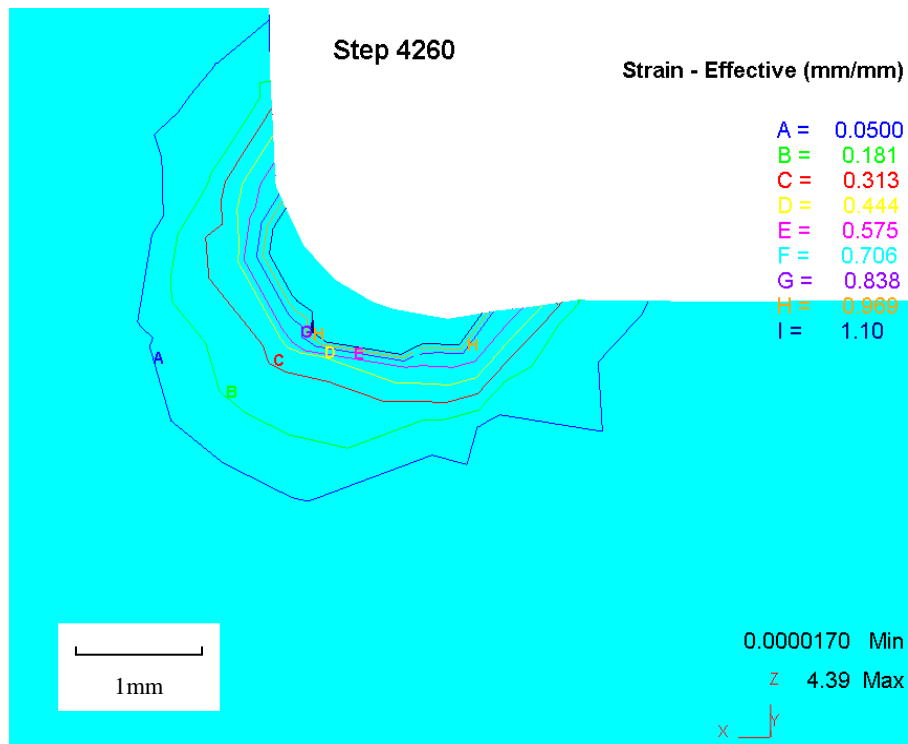 Step 4260
Strain - Effective (mm/mm)
A = 0.0500
B = 0.181
C = 0.313
D = 0.444
E = 0.575
F = 0.706
G = 0.838
H = 0.969
I = 1.10
G H H
A C D E
B
0.0000170 Min
Z 4.39 Max
1mm
X Y